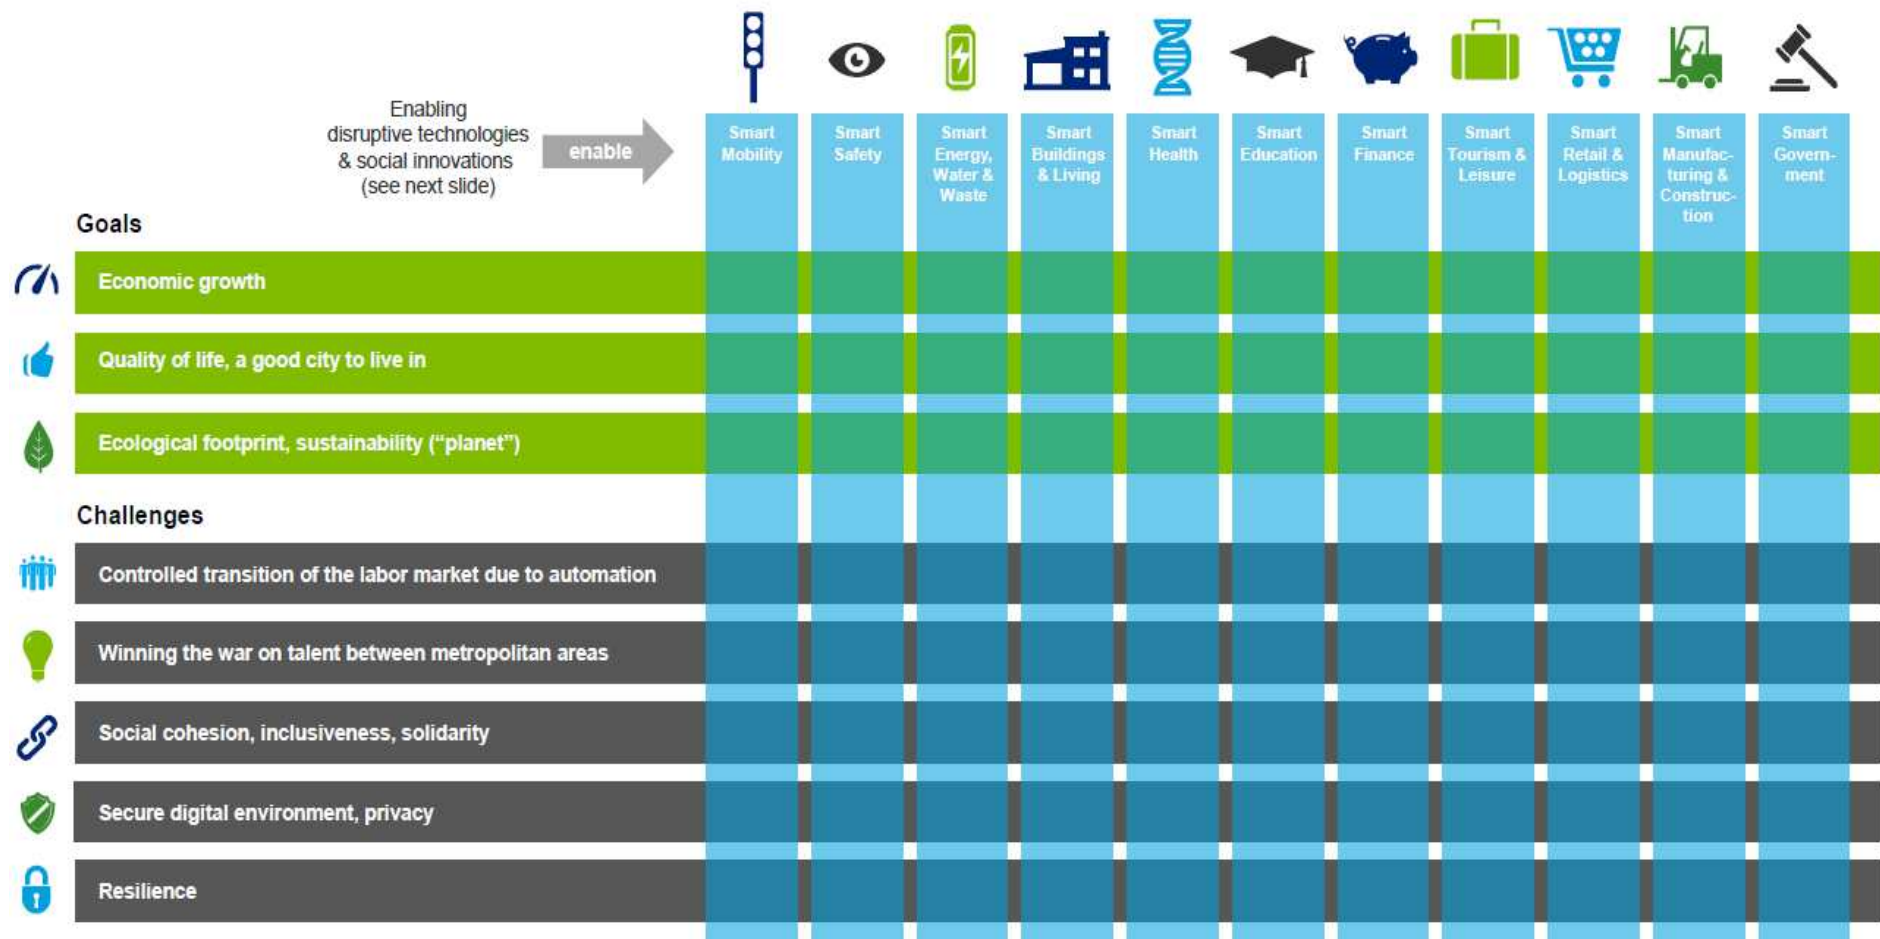 Enabling
disruptive technologies
& social innovations
(see next slide)
enable
Smart
Mobility
Smart
Safety
Smart
Energy,
Water &
Waste
Smart
Buildings
& Living
Smart
Health
Smart
Education
Smart
Finance
Smart
Tourism &
Leisure
Smart
Retail &
Logistics
Smart
Manufac-
turing &
Construc-
tion
Smart
Govern-
ment
Goals
Economic growth
Quality of life, a good city to live in
Ecological footprint, sustainability (“planet”)
Challenges
Controlled transition of the labor market due to automation
Winning the war on talent between metropolitan areas
Social cohesion, inclusiveness, solidarity
Secure digital environment, privacy
Resilience